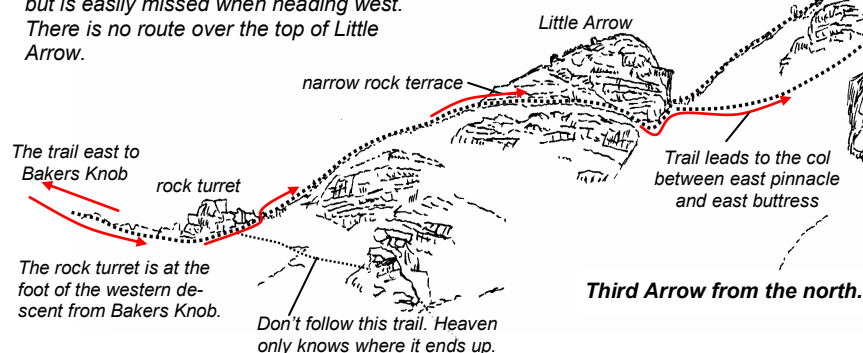 but is easily missed when heading west.
There is no route over the top of Little
Arrow.
Little Arrow
narrow rock terrace
The trail east to
Bakers Knob
rock turret
Trail leads to the col
between east pinnacle
and east buttress
The rock turret is at the
foot of the western de-
scent from Bakers Knob.
Third Arrow from the north.
Don't follow this trail. Heaven
only knows where it ends up.